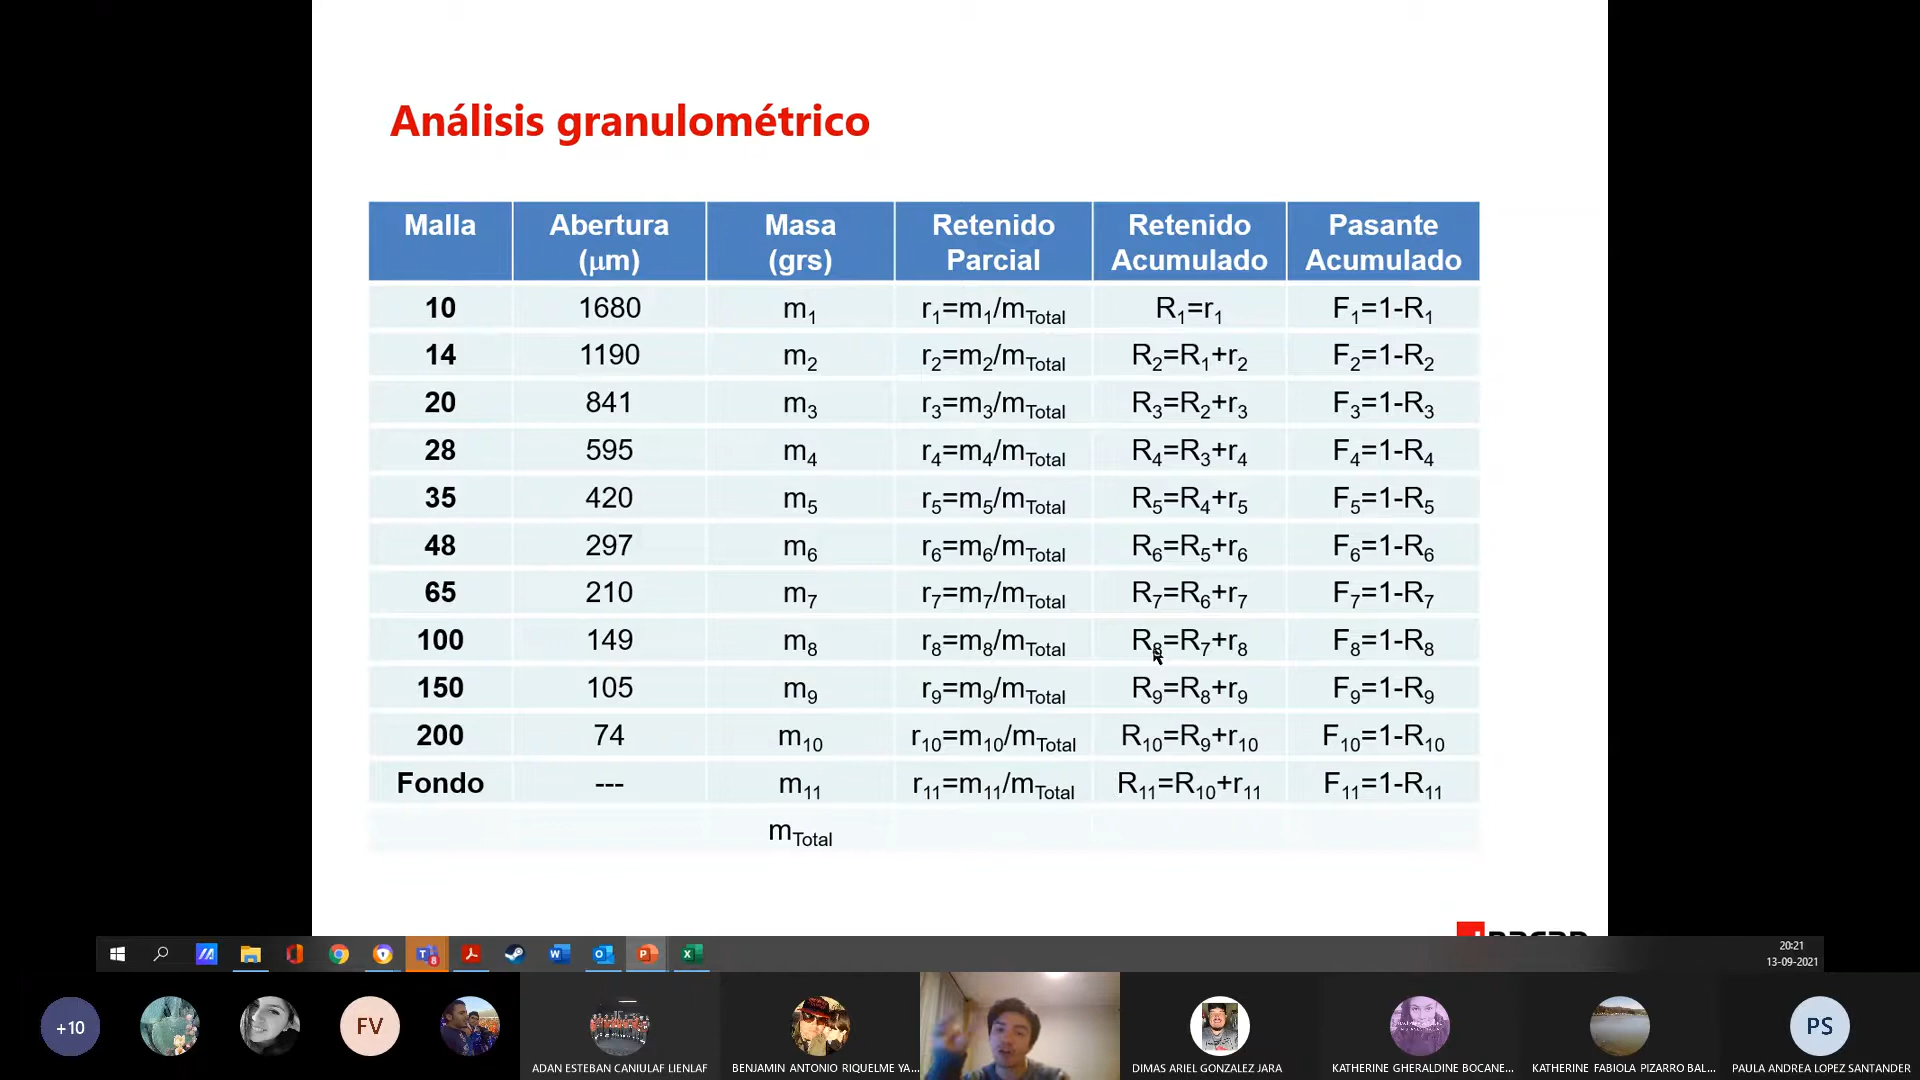 Análisis granulométrico
Malla Abertura (μm) Masa (grs) Retenido Parcial Retenido Acumulado Pasante Acumulado
10 1680 m1 r1=m1/mTotal R1=r1 F1=1-R1
14 1190 m2 r2=m2/mTotal R2=R1+r2 F2=1-R2
20 841 m3 r3=m3/mTotal R3=R2+r3 F3=1-R3
28 595 m4 r4=m4/mTotal R4=R3+r4 F4=1-R4
35 420 m5 r5=m5/mTotal R5=R4+r5 F5=1-R5
48 297 m6 r6=m6/mTotal R6=R5+r6 F6=1-R6
65 210 m7 r7=m7/mTotal R7=R6+r7 F7=1-R7
100 149 m8 r8=m8/mTotal R8=R7+r8 F8=1-R8
150 105 m9 r9=m9/mTotal R9=R8+r9 F9=1-R9
200 74 m10 r10=m10/mTotal R10=R9+r10 F10=1-R10
Fondo --- m11 r11=m11/mTotal R11=R10+r11 F11=1-R11
mTotal
20:21
13-09-2021
+10
FV
PS
ADAN ESTEBAN CANIULAF LIENLAF
BENJAMIN ANTONIO RIQUELME YA...
DIMAS ARIEL GONZALEZ JARA
KATHERINE GHERALDINE BOCANE...
KATHERINE FABIOLA PIZARRO BAL...
PAULA ANDREA LOPEZ SANTANDER